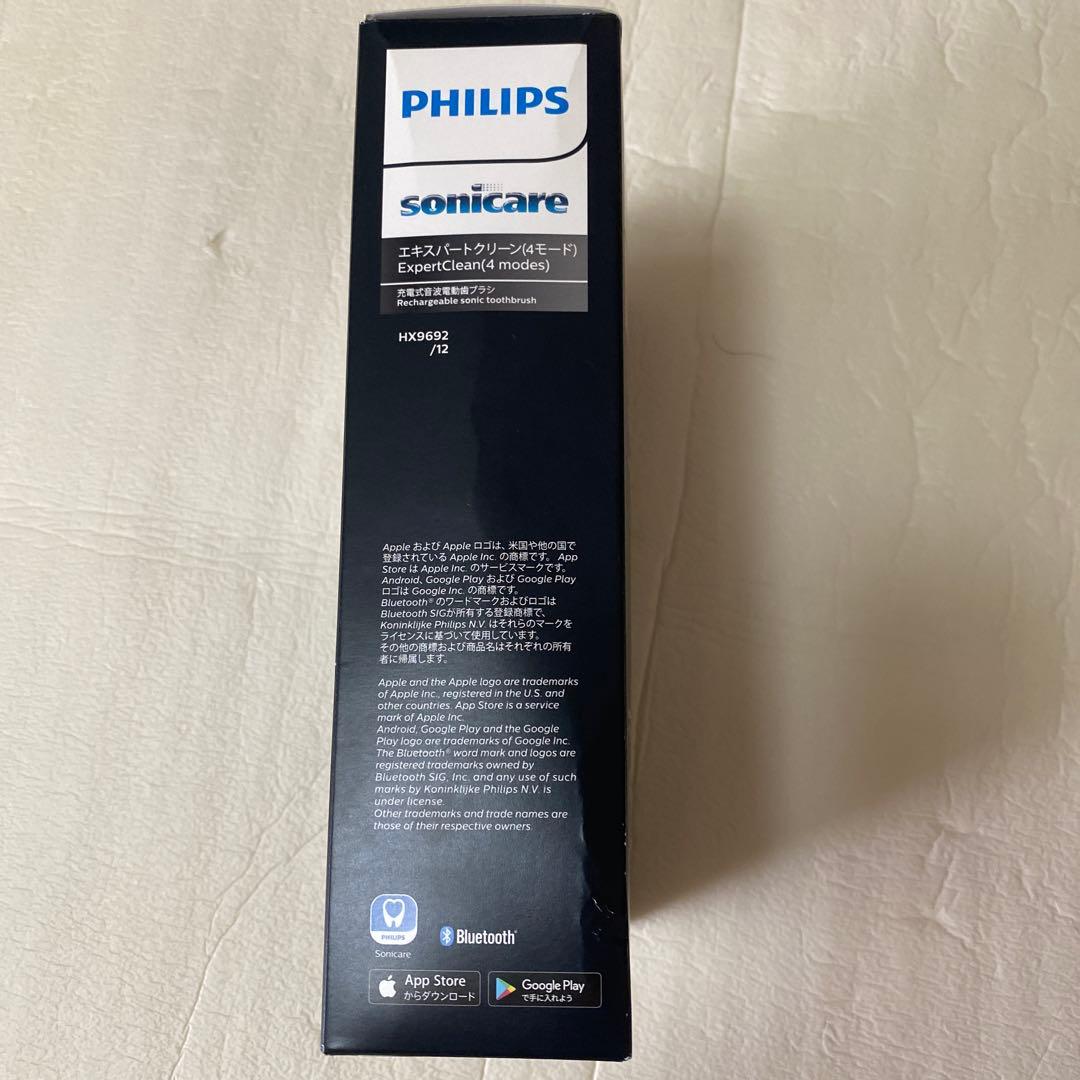 PHILIPS
sonicare
エキスパートクリーン(4モード)
ExpertClean(4 modes)
充電式音波電動歯ブラシ
Rechargeable sonic toothbrush
HX9692
/12
Apple および Apple ロゴは、米国や他の国で
登録されている Apple Inc. の商標です。 App
Store は Apple Inc. のサービスマークです。
Android、Google Play および Google Play
ロゴは Google Inc. の商標です。
Bluetooth® のワードマークおよびロゴは
Bluetooth SIGが所有する登録商標で、
Koninklijke Philips N.V. はそれらのマークを
ライセンスに基づいて使用しています。
その他の商標および商品名はそれぞれの所有
者に帰属します。
Apple and the Apple logo are trademarks
of Apple Inc., registered in the U.S. and
other countries. App Store is a service
mark of Apple Inc.
Android, Google Play and the Google
Play logo are trademarks of Google Inc.
The Bluetooth® word mark and logos are
registered trademarks owned by
Bluetooth SIG, Inc. and any use of such
marks by Koninklijke Philips N.V. is
under license.
Other trademarks and trade names are
those of their respective owners.
PHILIPS
Sonicare
Bluetooth®
App Store
からダウンロード
Google Play
で手に入れよう